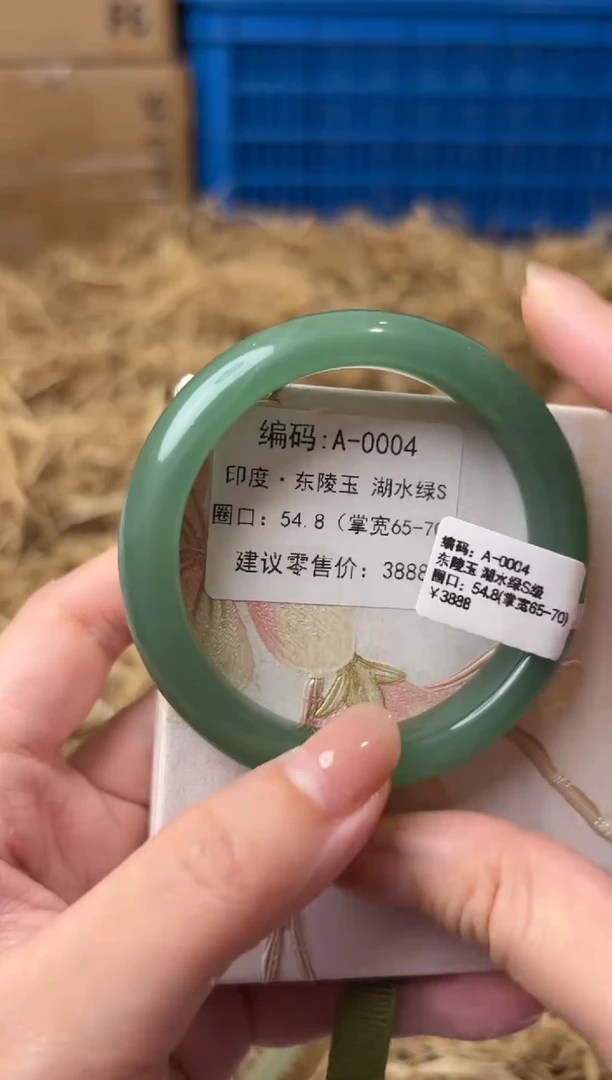 编码:A-0004
印度·东陵玉 湖水绿S
圈口: 54.8 (掌宽65-70
建议零售价: 3888
编码: A-0004
东陵玉 湖水绿S级
圈口: 54.8(掌宽65-70)
¥3888